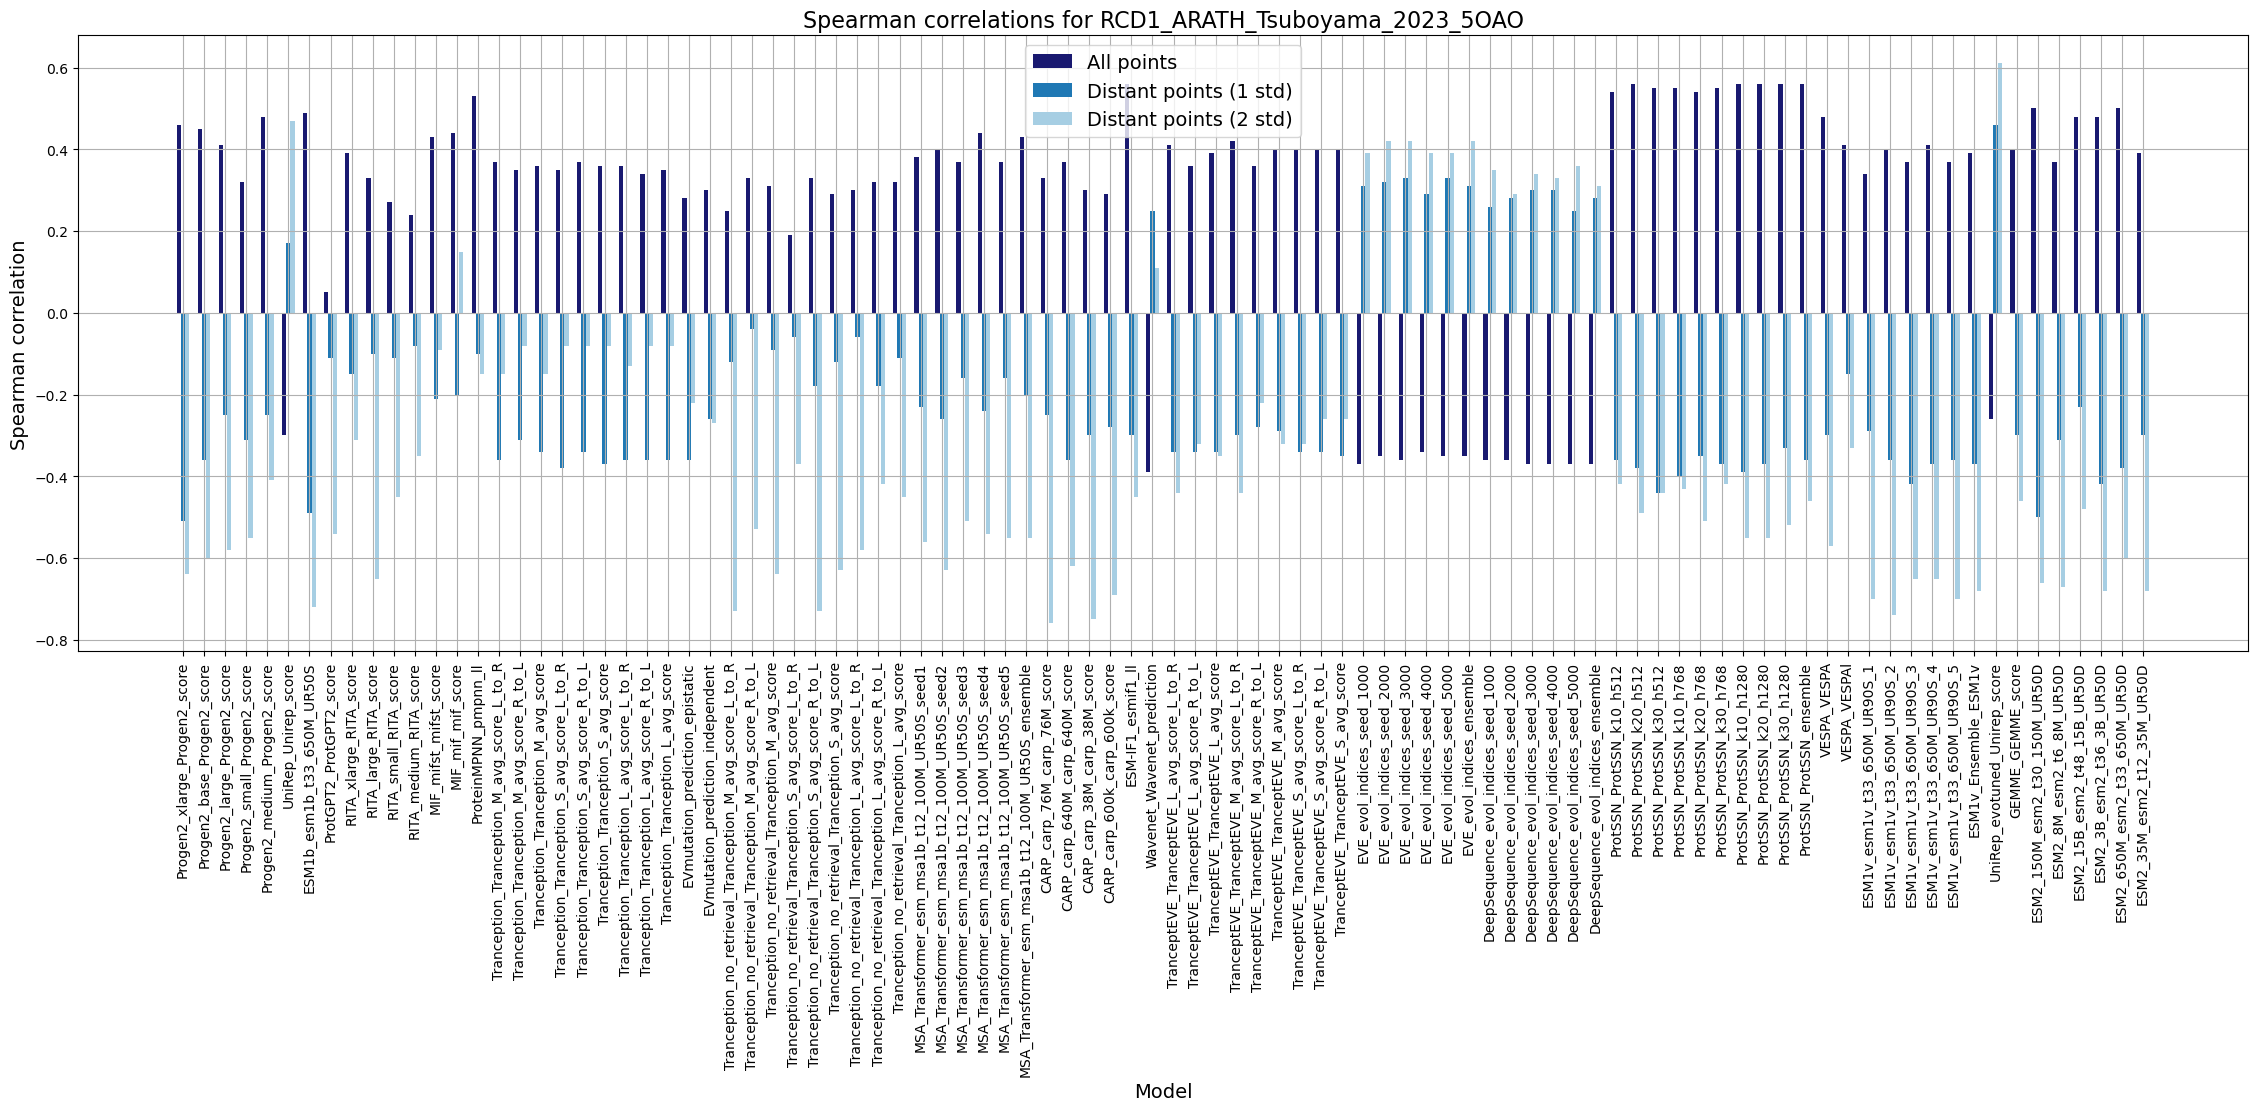 Spearman correlations for RCD1_ARATH_Tsuboyama_2023_5OAO
All points
Distant points (1 std)
Distant points (2 std)
Spearman correlation
0.6
0.4
0.2
0.0
−0.2
−0.4
−0.6
−0.8
Progen2_xlarge_Progen2_score
Progen2_base_Progen2_score
Progen2_large_Progen2_score
Progen2_small_Progen2_score
Progen2_medium_Progen2_score
UniRep_Unirep_score
ESM1b_esm1b_t33_650M_UR50S
ProtGPT2_ProtGPT2_score
RITA_xlarge_RITA_score
RITA_large_RITA_score
RITA_small_RITA_score
RITA_medium_RITA_score
MIF_mifst_mifst_score
MIF_mif_mif_score
ProteinMPNN_pmpnn_ll
Tranception_Tranception_M_avg_score_L_to_R
Tranception_Tranception_M_avg_score_R_to_L
Tranception_Tranception_M_avg_score
Tranception_Tranception_S_avg_score_L_to_R
Tranception_Tranception_S_avg_score_R_to_L
Tranception_Tranception_S_avg_score
Tranception_Tranception_L_avg_score_L_to_R
Tranception_Tranception_L_avg_score_R_to_L
Tranception_Tranception_L_avg_score
EVmutation_prediction_epistatic
EVmutation_prediction_independent
Tranception_no_retrieval_Tranception_M_avg_score_L_to_R
Tranception_no_retrieval_Tranception_M_avg_score_R_to_L
Tranception_no_retrieval_Tranception_M_avg_score
Tranception_no_retrieval_Tranception_S_avg_score_L_to_R
Tranception_no_retrieval_Tranception_S_avg_score_R_to_L
Tranception_no_retrieval_Tranception_S_avg_score
Tranception_no_retrieval_Tranception_L_avg_score_L_to_R
Tranception_no_retrieval_Tranception_L_avg_score_R_to_L
Tranception_no_retrieval_Tranception_L_avg_score
MSA_Transformer_esm_msa1b_t12_100M_UR50S_seed1
MSA_Transformer_esm_msa1b_t12_100M_UR50S_seed2
MSA_Transformer_esm_msa1b_t12_100M_UR50S_seed3
MSA_Transformer_esm_msa1b_t12_100M_UR50S_seed4
MSA_Transformer_esm_msa1b_t12_100M_UR50S_seed5
MSA_Transformer_esm_msa1b_t12_100M_UR50S_ensemble
CARP_76M_carp_76M_score
CARP_carp_640M_carp_640M_score
CARP_38M_carp_38M_score
CARP_carp_600k_carp_600k_score
ESM-IF1_esmif1_ll
Wavenet_Wavenet_prediction
TranceptEVE_TranceptEVE_L_avg_score_L_to_R
TranceptEVE_TranceptEVE_L_avg_score_R_to_L
TranceptEVE_TranceptEVE_L_avg_score
TranceptEVE_TranceptEVE_M_avg_score_L_to_R
TranceptEVE_TranceptEVE_M_avg_score_R_to_L
TranceptEVE_TranceptEVE_M_avg_score
TranceptEVE_TranceptEVE_S_avg_score_L_to_R
TranceptEVE_TranceptEVE_S_avg_score_R_to_L
TranceptEVE_TranceptEVE_S_avg_score
EVE_evol_indices_seed_1000
EVE_evol_indices_seed_2000
EVE_evol_indices_seed_3000
EVE_evol_indices_seed_4000
EVE_evol_indices_seed_5000
EVE_evol_indices_ensemble
DeepSequence_evol_indices_seed_1000
DeepSequence_evol_indices_seed_2000
DeepSequence_evol_indices_seed_3000
DeepSequence_evol_indices_seed_4000
DeepSequence_evol_indices_seed_5000
DeepSequence_evol_indices_ensemble
ProtSSN_ProtSSN_k10_h512
ProtSSN_ProtSSN_k20_h512
ProtSSN_ProtSSN_k30_h512
ProtSSN_ProtSSN_k10_h768
ProtSSN_ProtSSN_k20_h768
ProtSSN_ProtSSN_k30_h768
ProtSSN_ProtSSN_k10_h1280
ProtSSN_ProtSSN_k20_h1280
ProtSSN_ProtSSN_k30_h1280
ProtSSN_ProtSSN_ensemble
VESPA_VESPA
VESPA_VESPAl
ESM1v_esm1v_t33_650M_UR90S_1
ESM1v_esm1v_t33_650M_UR90S_2
ESM1v_esm1v_t33_650M_UR90S_3
ESM1v_esm1v_t33_650M_UR90S_4
ESM1v_esm1v_t33_650M_UR90S_5
ESM1v_Ensemble_ESM1v
UniRep_evotuned_Unirep_score
GEMME_GEMME_score
ESM2_150M_esm2_t30_150M_UR50D
ESM2_8M_esm2_t6_8M_UR50D
ESM2_15B_esm2_t48_15B_UR50D
ESM2_3B_esm2_t36_3B_UR50D
ESM2_650M_esm2_t33_650M_UR50D
ESM2_35M_esm2_t12_35M_UR50D
Model